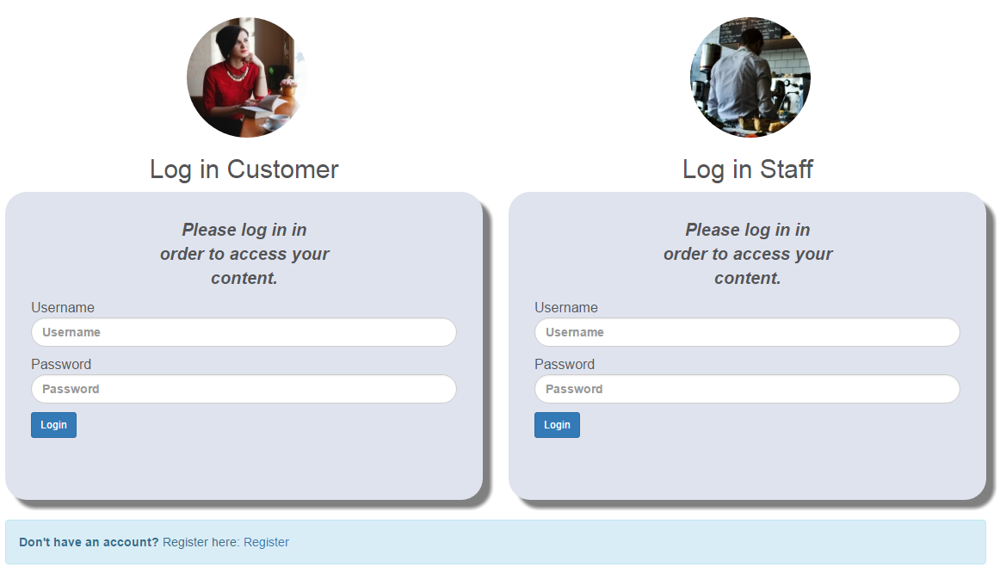 Log in Customer
Please log in in
order to access your
content.
Username
Username
Password
Password
Login
Log in Staff
Please log in in
order to access your
content.
Username
Username
Password
Password
Login
Don't have an account? Register here: Register